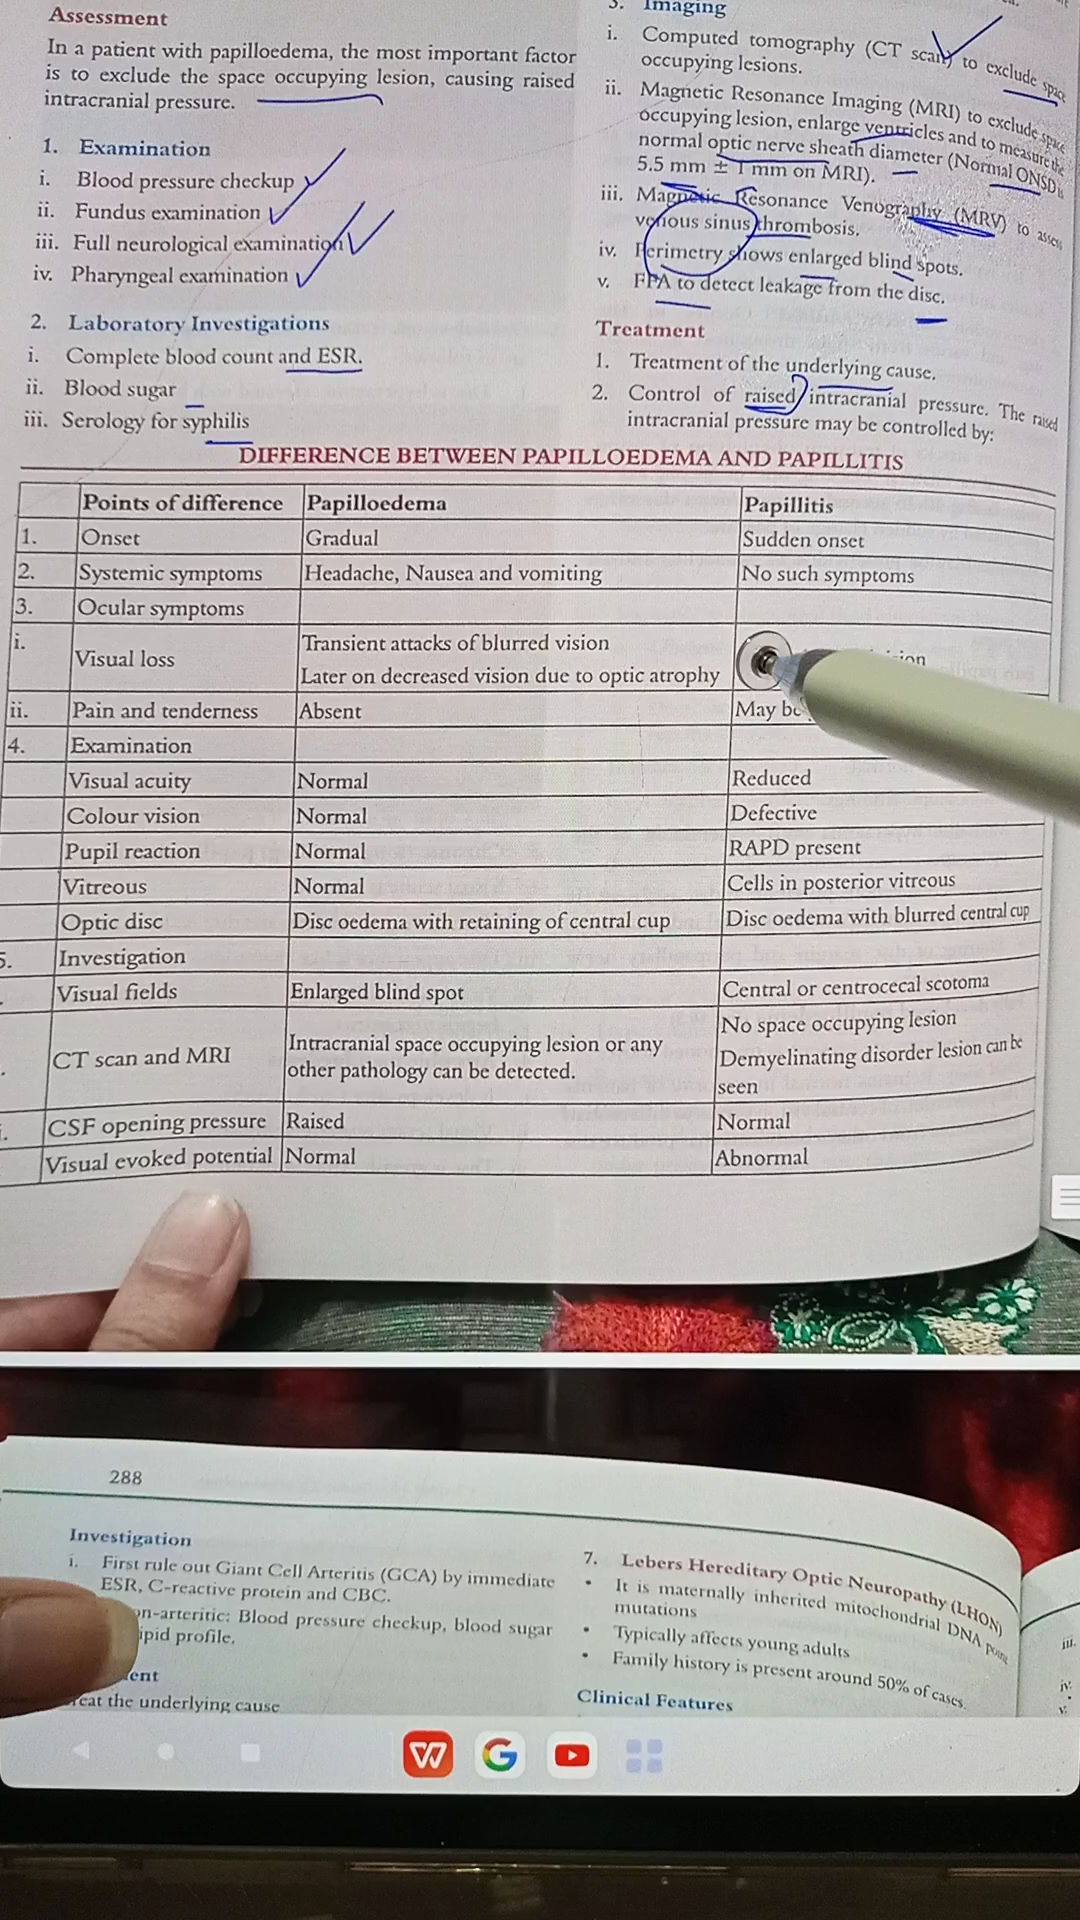 Assessment
In a patient with papilloedema, the most important factor
is to exclude the space occupying lesion, causing raised
intracranial pressure.
1. Examination
i. Blood pressure checkup
ii. Fundus examination
iii. Full neurological examination
iv. Pharyngeal examination
2. Laboratory Investigations
i. Complete blood count and ESR.
ii. Blood sugar
iii. Serology for syphilis
3. Imaging
i. Computed tomography (CT scan) to exclude space
occupying lesions.
ii. Magnetic Resonance Imaging (MRI) to exclude space
occupying lesion, enlarge ventricles and to measure the
normal optic nerve sheath diameter (Normal ONSD is
5.5 mm ± 1 mm on MRI).
iii. Magnetic Resonance Venography (MRV) to assess
venous sinus thrombosis.
iv. Perimetry shows enlarged blind spots.
v. FFA to detect leakage from the disc.
Treatment
1. Treatment of the underlying cause.
2. Control of raised intracranial pressure. The raised
intracranial pressure may be controlled by:
DIFFERENCE BETWEEN PAPILLOEDEMA AND PAPILLITIS
Points of difference Papilloedema Papillitis
1. Onset Gradual Sudden onset
2. Systemic symptoms Headache, Nausea and vomiting No such symptoms
3. Ocular symptoms
i. Visual loss Transient attacks of blurred vision
Later on decreased vision due to optic atrophy
ii. Pain and tenderness Absent May be
4. Examination
Visual acuity Normal Reduced
Colour vision Normal Defective
Pupil reaction Normal RAPD present
Vitreous Normal Cells in posterior vitreous
Optic disc Disc oedema with retaining of central cup Disc oedema with blurred central cup
5. Investigation
Visual fields Enlarged blind spot Central or centrocecal scotoma
CT scan and MRI Intracranial space occupying lesion or any
other pathology can be detected.
No space occupying lesion
Demyelinating disorder lesion can be
seen
CSF opening pressure Raised Normal
Visual evoked potential Normal Abnormal
288
Investigation
i. First rule out Giant Cell Arteritis (GCA) by immediate
ESR, C-reactive protein and CBC.
Blood pressure checkup, blood sugar
profile.
the underlying cause
7. Lebers Hereditary Optic Neuropathy (LHON)
• It is maternally inherited mitochondrial DNA point
mutations
• Typically affects young adults
• Family history is present around 50% of cases.
Clinical Features
iii.
iv.
v.